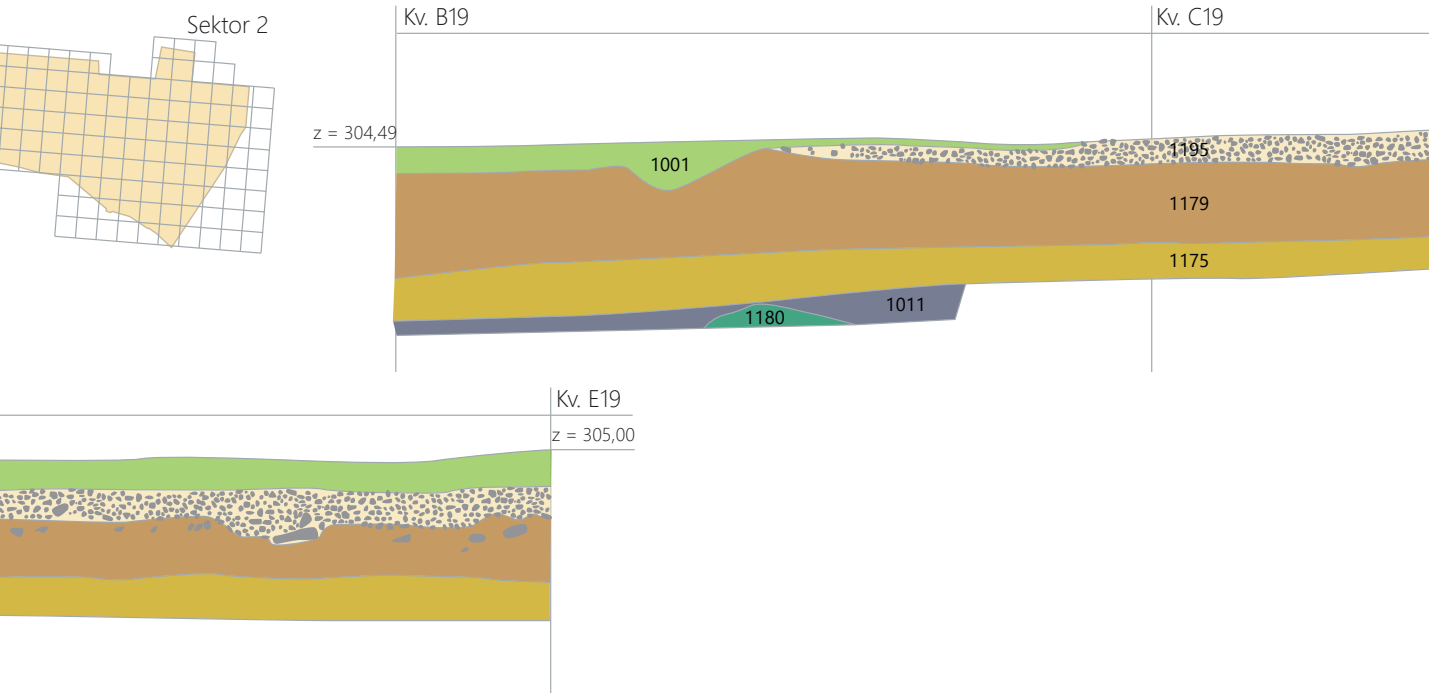 Sektor 2
Kv. B19
Kv. C19
z = 304,49
1001
1195
1179
1175
1011
1180
Kv. E19
z = 305,00